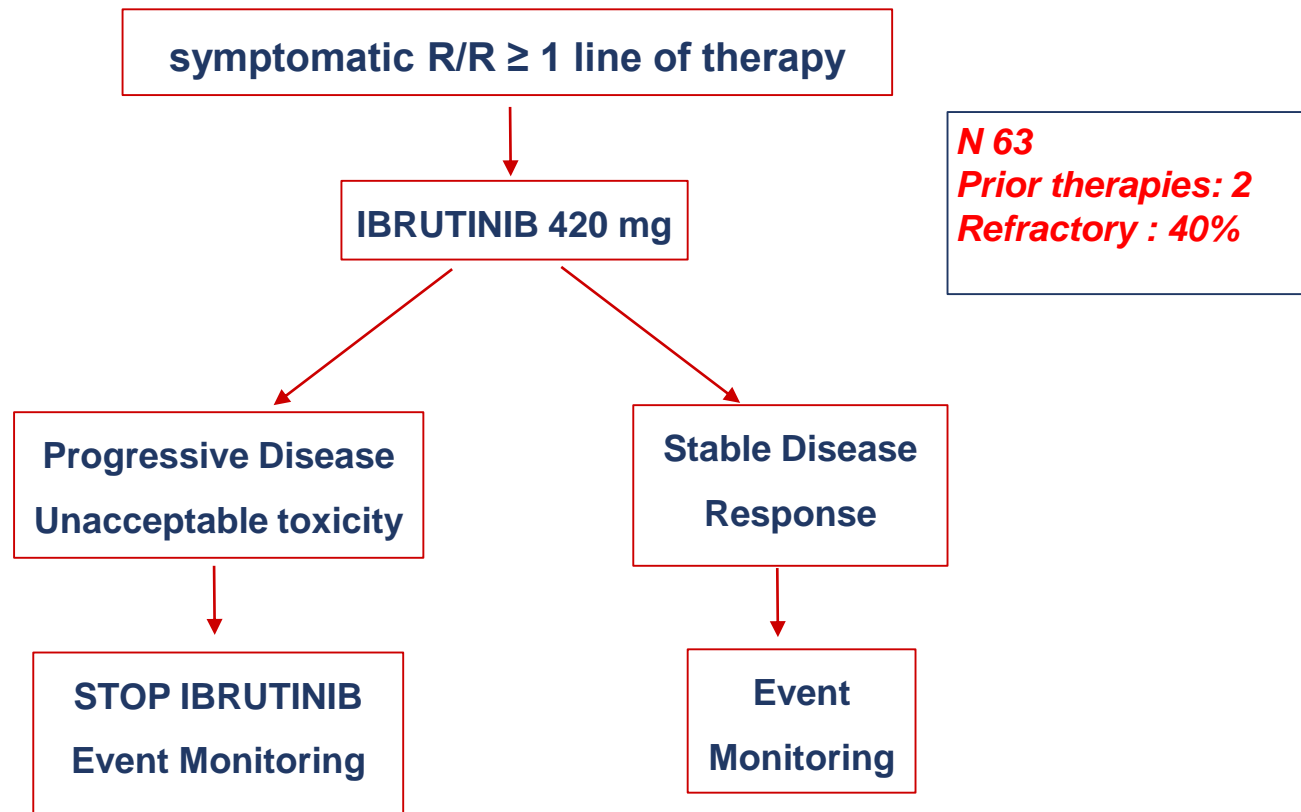 symptomatic R/R ≥ 1 line of therapy
N 63
Prior therapies: 2
Refractory : 40%
IBRUTINIB 420 mg
Progressive Disease
Unacceptable toxicity
Stable Disease
Response
STOP IBRUTINIB
Event Monitoring
Event
Monitoring